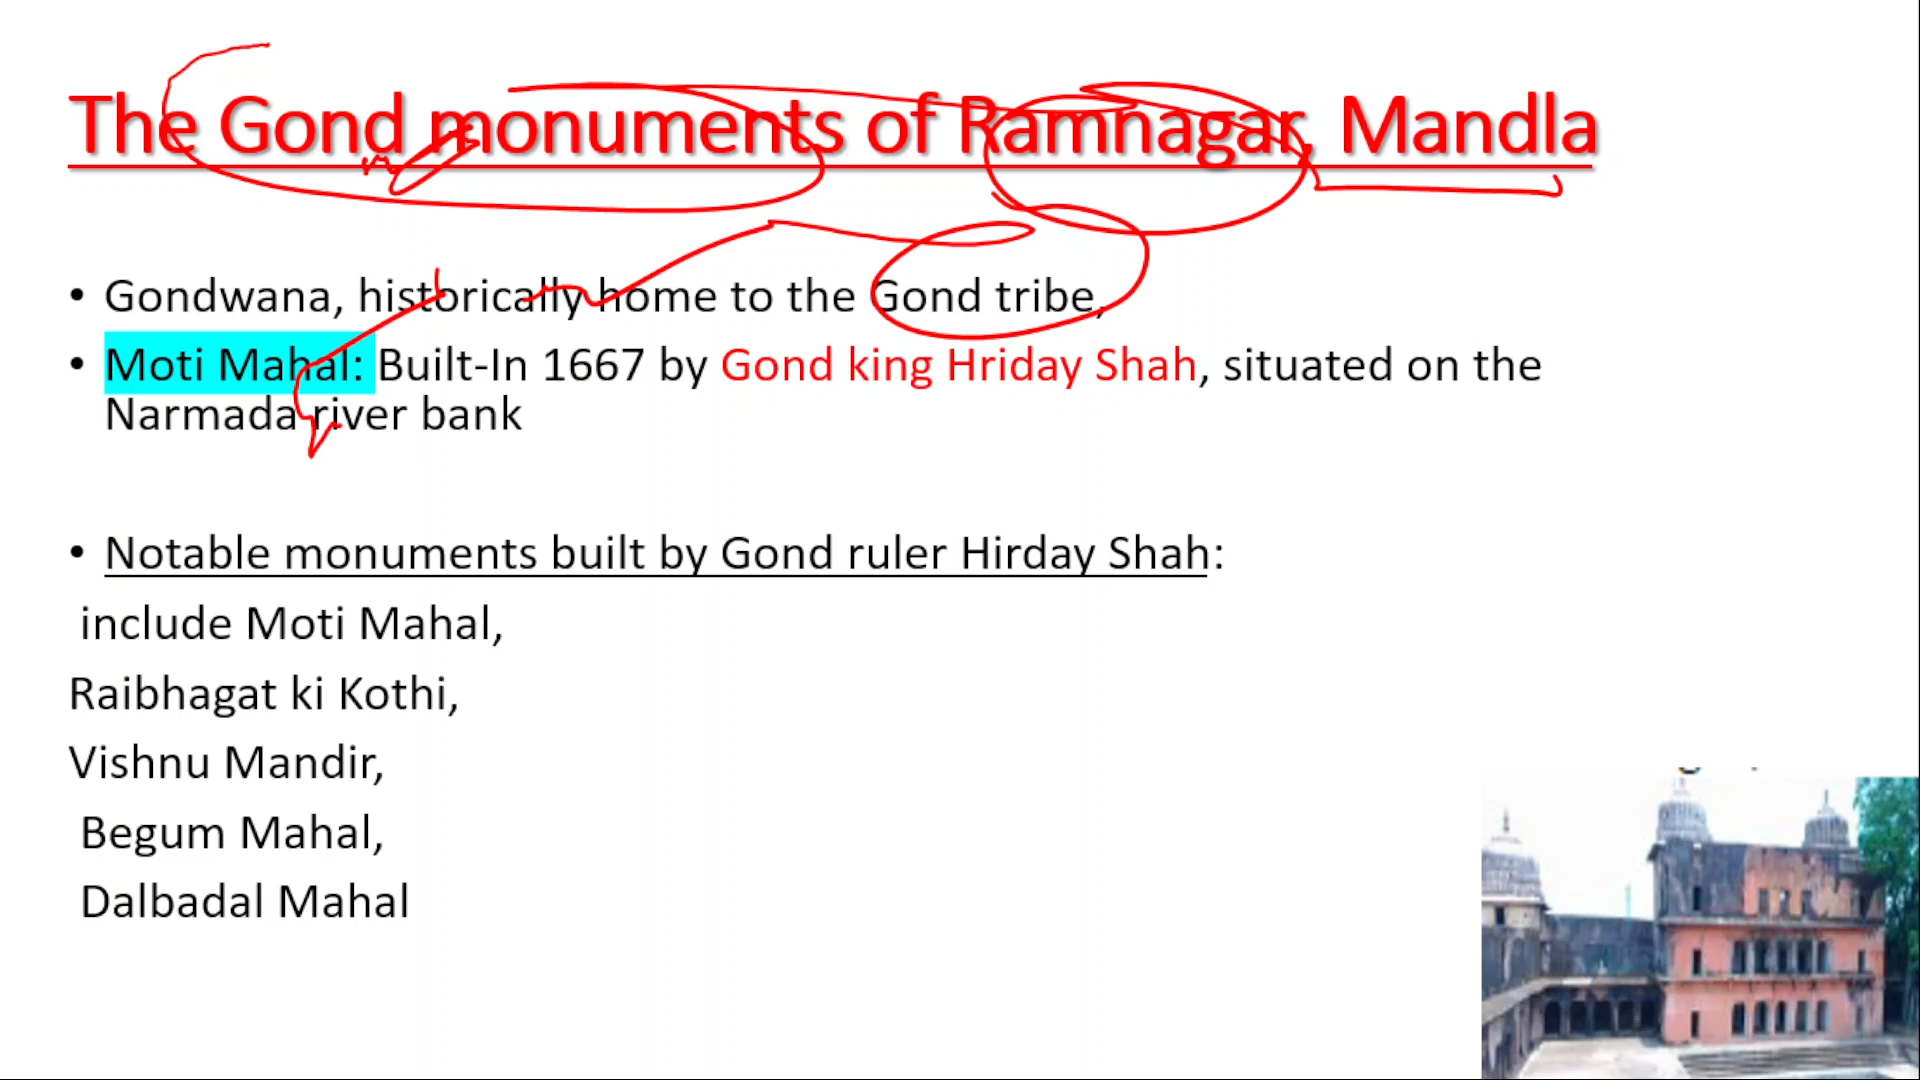 The Gond monuments of Ramnagar, Mandla
• Gondwana, historically home to the Gond tribe,
• Moti Mahal: Built-In 1667 by Gond king Hriday Shah, situated on the
Narmada river bank
• Notable monuments built by Gond ruler Hirday Shah:
include Moti Mahal,
Raibhagat ki Kothi,
Vishnu Mandir,
Begum Mahal,
Dalbadal Mahal